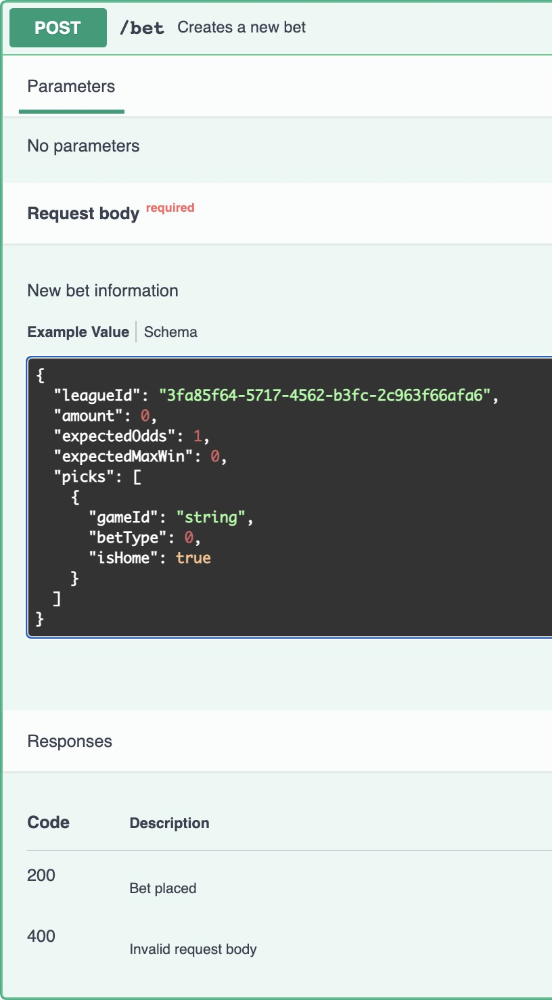 POST /bet Creates a new bet
Parameters
No parameters
Request body required
New bet information
Example Value Schema
{
  "leagueId": "3fa85f64-5717-4562-b3fc-2c963f66afa6",
  "amount": 0,
  "expectedOdds": 1,
  "expectedMaxWin": 0,
  "picks": [
    {
      "gameId": "string",
      "betType": 0,
      "isHome": true
    }
  ]
}
Responses
Code Description
200 Bet placed
400 Invalid request body